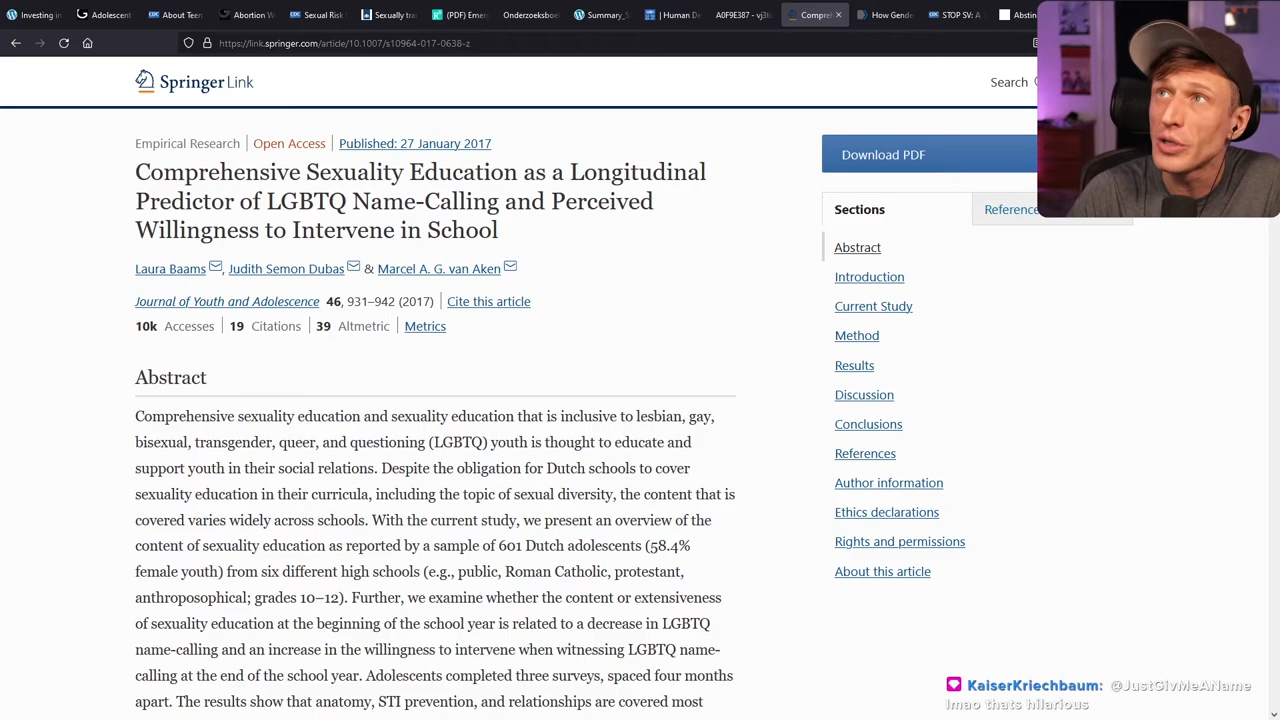 Investing in
Adolescent
CDC About Teen
Abortion W
CDC Sexual Risk
Sexually tra
(PDF) Emer
Onderzoeksboe
Summary_S
Human De
A0F9E387 - vj3t
Compreh
How Gende
CDC STOP SV: A
Abstin
https://link.springer.com/article/10.1007/s10964-017-0638-z
Springer Link
Search
Empirical Research | Open Access | Published: 27 January 2017
Comprehensive Sexuality Education as a Longitudinal
Predictor of LGBTQ Name-Calling and Perceived
Willingness to Intervene in School
Laura Baams, Judith Semon Dubas & Marcel A. G. van Aken
Journal of Youth and Adolescence 46, 931–942 (2017) | Cite this article
10k Accesses | 19 Citations | 39 Altmetric | Metrics
Abstract
Comprehensive sexuality education and sexuality education that is inclusive to lesbian, gay,
bisexual, transgender, queer, and questioning (LGBTQ) youth is thought to educate and
support youth in their social relations. Despite the obligation for Dutch schools to cover
sexuality education in their curricula, including the topic of sexual diversity, the content that is
covered varies widely across schools. With the current study, we present an overview of the
content of sexuality education as reported by a sample of 601 Dutch adolescents (58.4%
female youth) from six different high schools (e.g., public, Roman Catholic, protestant,
anthroposophical; grades 10–12). Further, we examine whether the content or extensiveness
of sexuality education at the beginning of the school year is related to a decrease in LGBTQ
name-calling and an increase in the willingness to intervene when witnessing LGBTQ name-
calling at the end of the school year. Adolescents completed three surveys, spaced four months
apart. The results show that anatomy, STI prevention, and relationships are covered most
Download PDF
Sections
Reference
Abstract
Introduction
Current Study
Method
Results
Discussion
Conclusions
References
Author information
Ethics declarations
Rights and permissions
About this article
KaiserKriechbaum: @JustGivMeAName
lmao thats hilarious